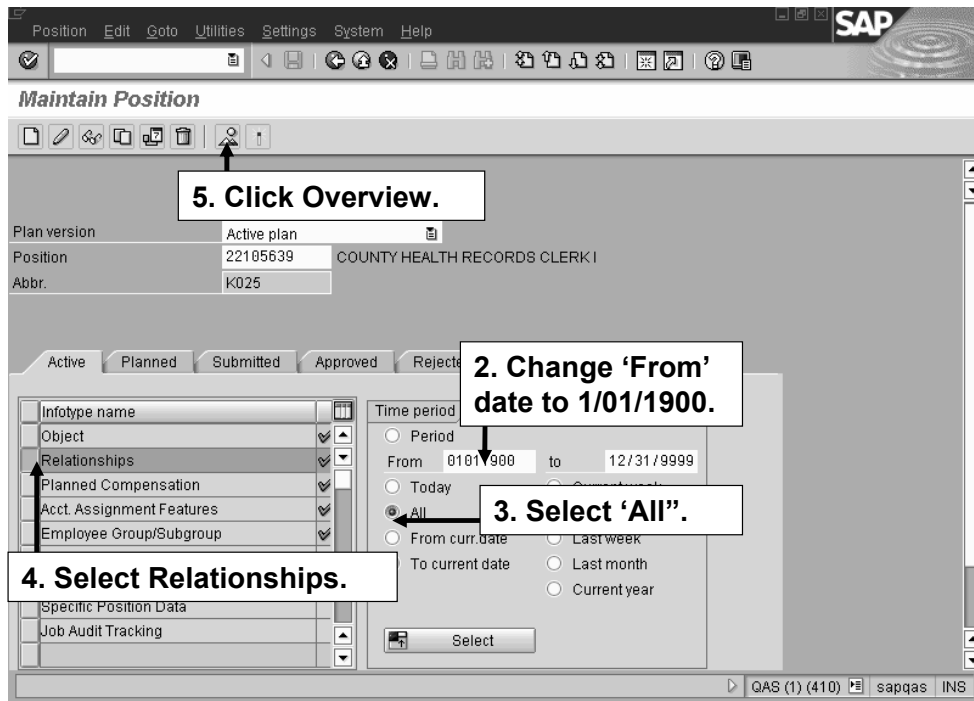 Position Edit Goto Utilities Settings System Help
SAP
Maintain Position
5. Click Overview.
Plan version Active plan
Position 22105639 COUNTY HEALTH RECORDS CLERK I
Abbr. K025
Active Planned Submitted Approved
2. Change ‘From’
date to 1/01/1900.
Infotype name
Time period
Object
Period
Relationships
From 01011900 to 12/31/9999
Planned Compensation
Today
Acct. Assignment Features
All
3. Select ‘All”.
Employee Group/Subgroup
From curr.date Last week
4. Select Relationships.
To current date Last month
Current year
Specific Position Data
Job Audit Tracking
Select
QAS (1) (410) sapqas INS